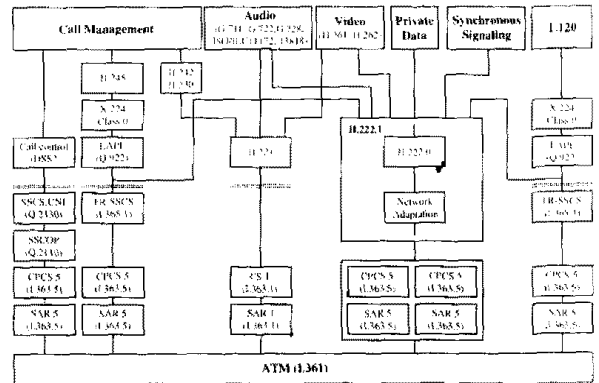 Call Management
Audio
(G.711, G.722, G.728,
Video
(H.261, H.262)
Private
Data
Synchronous
Signaling
T.120
H.245
H.242
H.230
X.224
Class 0
X.224
Class 0
H.222.1
Call control
(DSS2)
LAPF
(Q.922)
H.221
H.222.0
LAPF
(Q.922)
SSCS.UNI
(Q.2130)
FR-SSCS
(I.365.1)
Network
Adaptation
FR-SSCS
(I.365.1)
SSCOP
(Q.2110)
CPCS 5
(I.363.5)
CPCS 5
(I.363.5)
CS 1
(I.363.1)
CPCS 5
(I.363.5)
CPCS 5
(I.363.5)
CPCS 5
(I.363.5)
SAR 5
(I.363.5)
SAR 5
(I.363.5)
SAR 1
(I.363.1)
SAR 5
(I.363.5)
SAR 5
(I.363.5)
SAR 5
(I.363.5)
ATM (I.361)